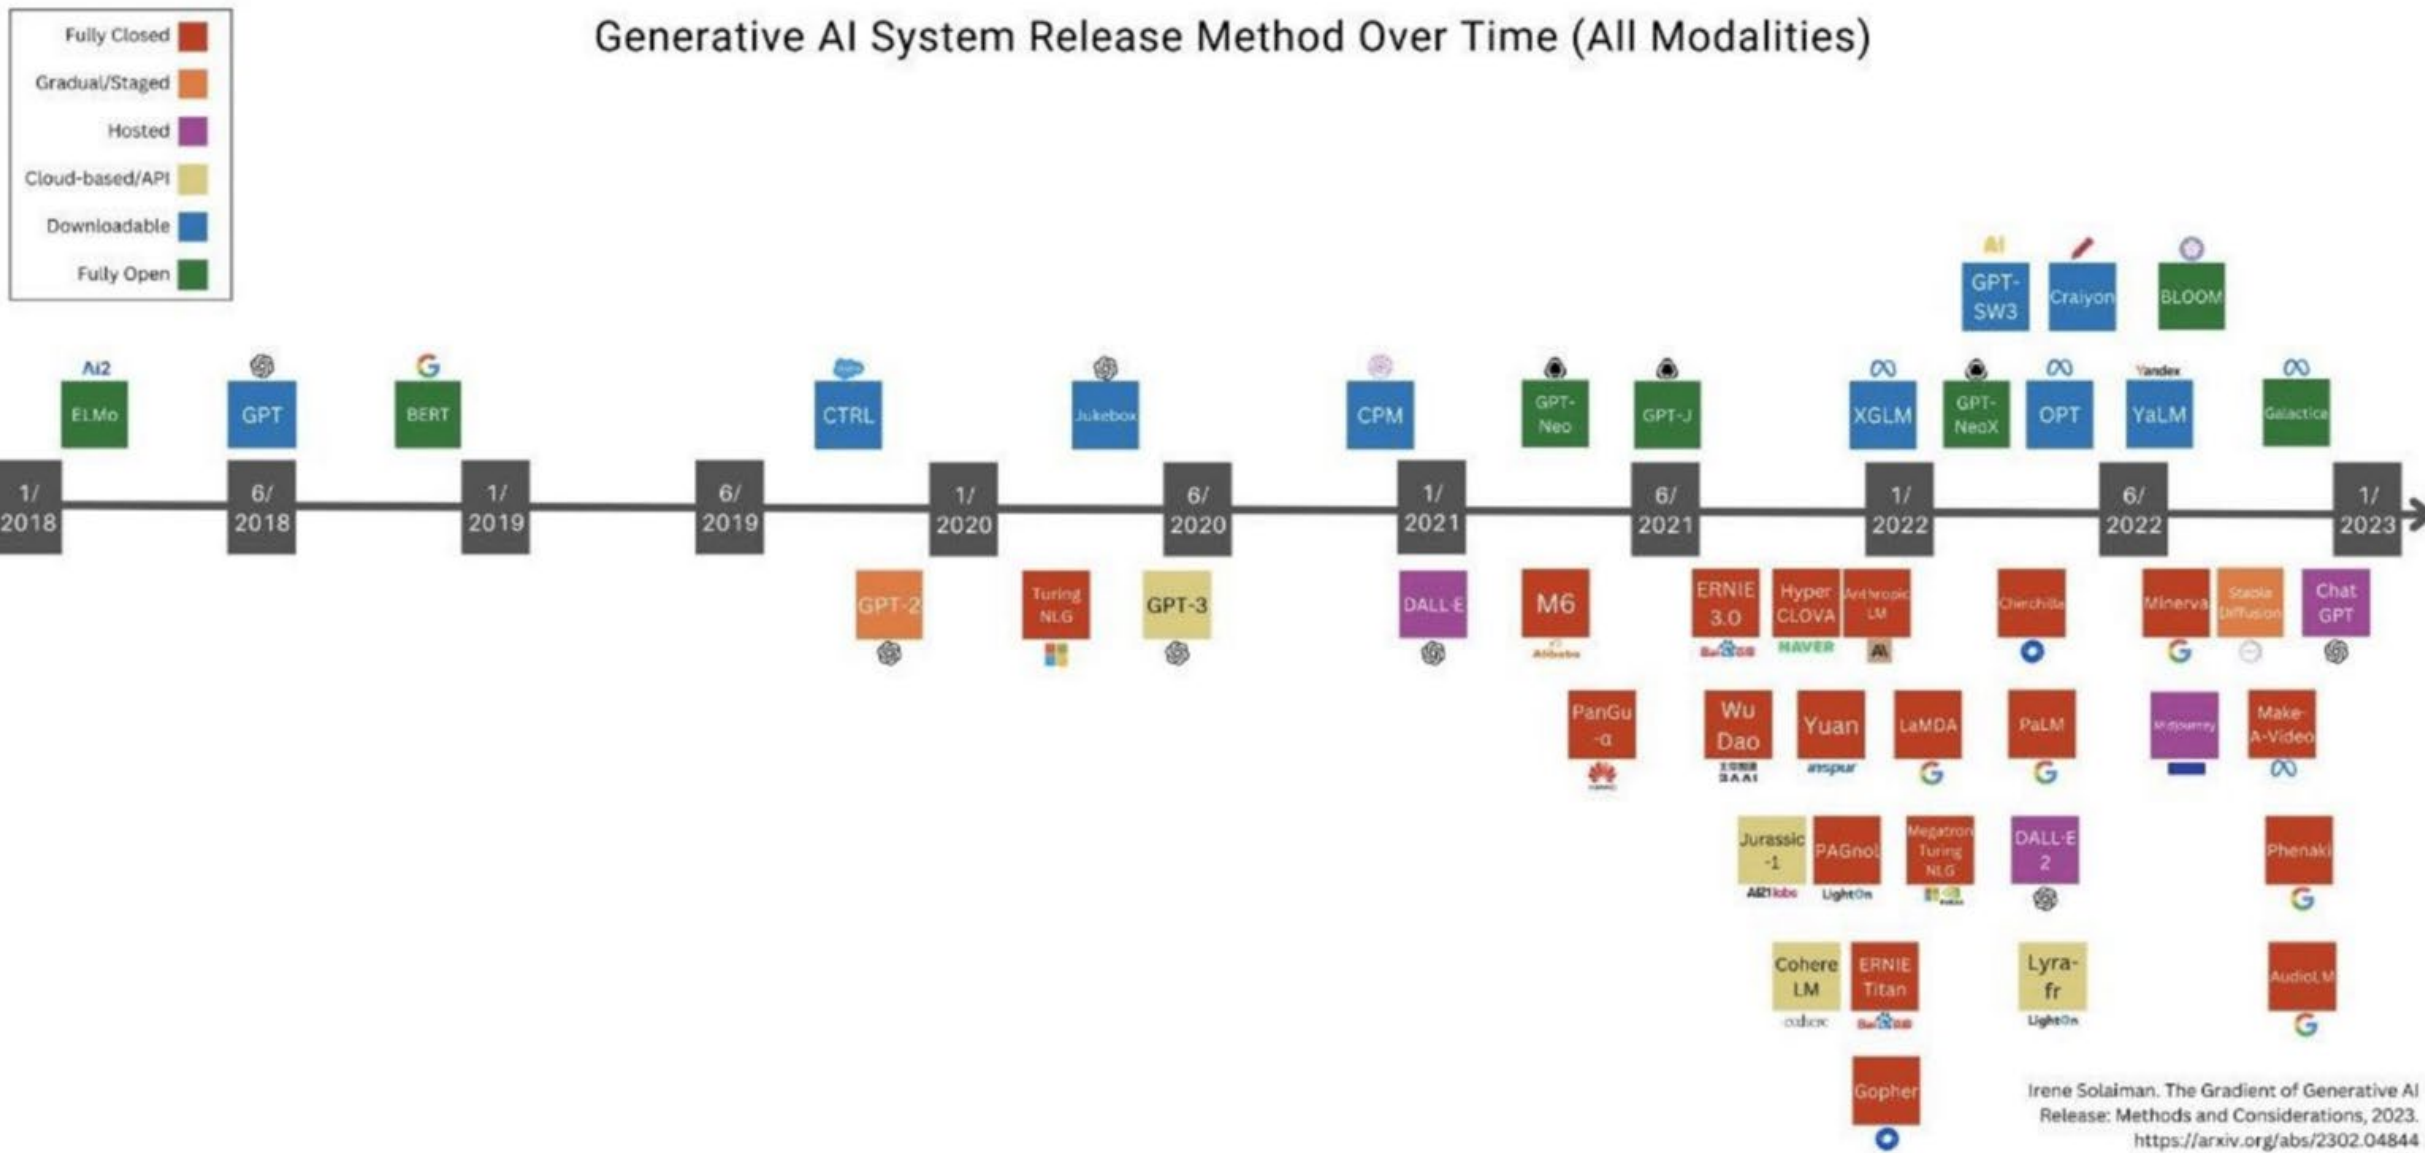 Generative AI System Release Method Over Time (All Modalities)
Fully Closed
Gradual/Staged
Hosted
Cloud-based/API
Downloadable
Fully Open
AI
GPT-
SW3
Craiyon
BLOOM
Ai2
ELMo
GPT
BERT
CTRL
Jukebox
CPM
GPT-
Neo
GPT-J
XGLM
GPT-
NeoX
OPT
Yandex
YaLM
Galactica
1/
2018
6/
2018
1/
2019
6/
2019
1/
2020
6/
2020
1/
2021
6/
2021
1/
2022
6/
2022
1/
2023
GPT-2
Turing
NLG
GPT-3
DALL·E
M6
Alibaba
ERNIE
3.0
Hyper
CLOVA
NAVER
Anthropic
LM
Chinchilla
Minerva
Stable
Diffusion
Chat
GPT
PanGu
-α
Wu
Dao
BAAI
Yuan
inspur
LaMDA
PaLM
Midjourney
Make-
A-Video
Jurassic
-1
AI21labs
PAGnol
LightOn
Megatron
Turing
NLG
DALL·E
2
Phenaki
Cohere
LM
cohere
ERNIE
Titan
Lyra-
fr
LightOn
AudioLM
Gopher
Irene Solaiman. The Gradient of Generative AI
Release: Methods and Considerations, 2023.
https://arxiv.org/abs/2302.04844